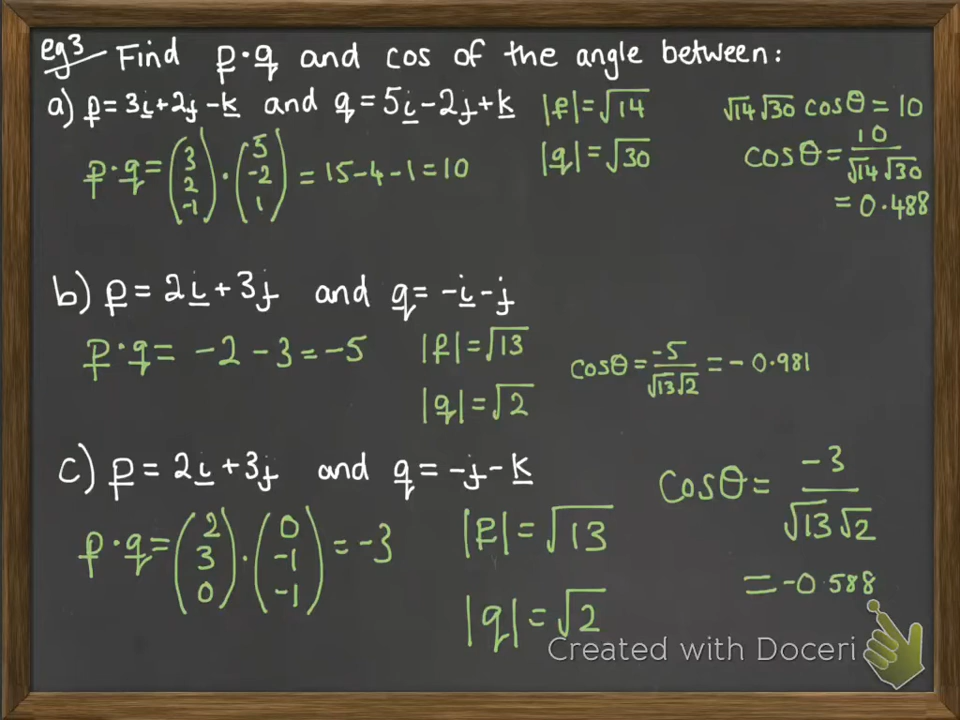 eg3 Find p·q and cos of the angle between:
a) p = 3i + 2j - k and q = 5i - 2j + k
p·q = (3 2 -1) · (5 -2 1) = 15 - 4 - 1 = 10
|p| = √14
|q| = √30
√14 √30 cosθ = 10
cosθ = 10/(√14 √30)
= 0.488
b) p = 2i + 3j and q = -i - j
p·q = -2 - 3 = -5
|p| = √13
|q| = √2
cosθ = -5/(√13 √2) = -0.981
c) p = 2i + 3j and q = -j - k
p·q = (2 3 0) · (0 -1 -1) = -3
|p| = √13
|q| = √2
cosθ = -3/(√13 √2)
= -0.588
Created with Doceri